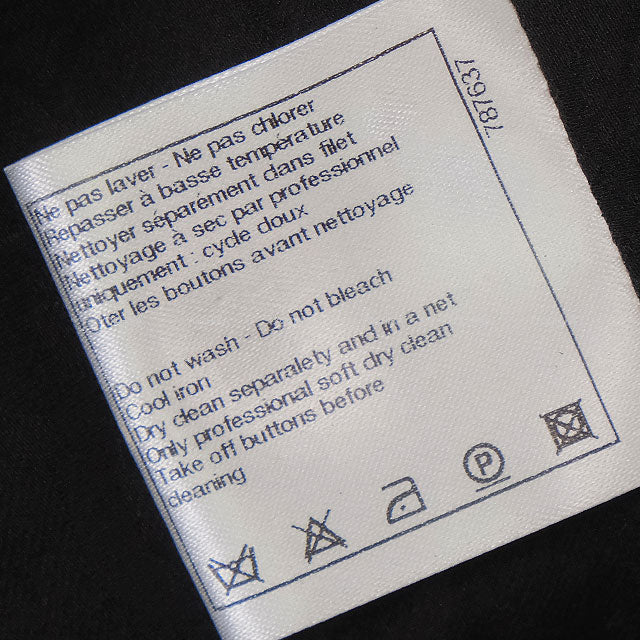 Ne pas laver - Ne pas chlorer
Repasser à basse température
Nettoyer séparément dans filet
Nettoyage à sec par professionnel
uniquement : cycle doux
Oter les boutons avant nettoyage
Do not wash - Do not bleach
Cool iron
Dry clean separalety and in a net
Only professional soft dry clean
Take off buttons before
cleaning
P
787637